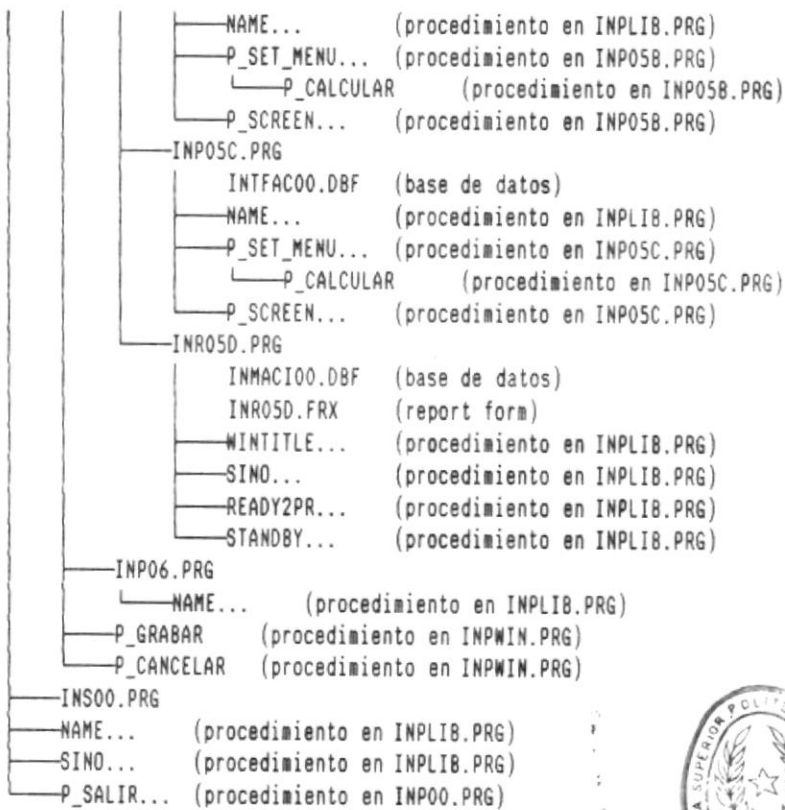 NAME... (procedimiento en INPLIB.PRG)
P_SET_MENU... (procedimiento en INP05B.PRG)
P_CALCULAR (procedimiento en INP05B.PRG)
P_SCREEN... (procedimiento en INP05B.PRG)
INP05C.PRG
INTFAC00.DBF (base de datos)
NAME... (procedimiento en INPLIB.PRG)
P_SET_MENU... (procedimiento en INP05C.PRG)
P_CALCULAR (procedimiento en INP05C.PRG)
P_SCREEN... (procedimiento en INP05C.PRG)
INR05D.PRG
INMACI00.DBF (base de datos)
INR05D.FRX (report form)
WINTITLE... (procedimiento en INPLIB.PRG)
SINO... (procedimiento en INPLIB.PRG)
READY2PR... (procedimiento en INPLIB.PRG)
STANDBY... (procedimiento en INPLIB.PRG)
INP06.PRG
NAME... (procedimiento en INPLIB.PRG)
P_GRABAR (procedimiento en INPWIN.PRG)
P_CANCELAR (procedimiento en INPWIN.PRG)
INS00.PRG
NAME... (procedimiento en INPLIB.PRG)
SINO... (procedimiento en INPLIB.PRG)
P_SALIR... (procedimiento en INP00.PRG)
SUPERIOR